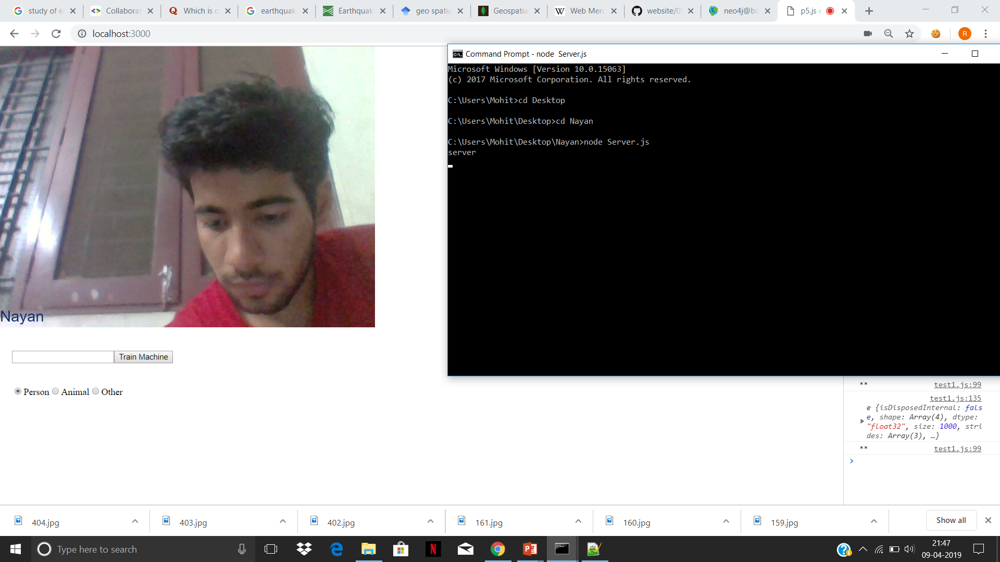 study of e
Collaborat
Which is c
earthquak
Earthquak
geo spatia
Geospatia
Web Merc
website/0
neo4j@bo
p5.js e
localhost:3000
R
Command Prompt - node  Server.js
Microsoft Windows [Version 10.0.15063]
(c) 2017 Microsoft Corporation. All rights reserved.
C:\Users\Mohit>cd Desktop
C:\Users\Mohit\Desktop>cd Nayan
C:\Users\Mohit\Desktop\Nayan>node Server.js
server
Nayan
Train Machine
Person Animal Other
** test1.js:99
test1.js:135
e {isDisposedInternal: fals
e, shape: Array(4), dtype:
"float32", size: 1000, stri
des: Array(3), …}
** test1.js:99
404.jpg
403.jpg
402.jpg
161.jpg
160.jpg
159.jpg
Show all
Type here to search
21:47
09-04-2019